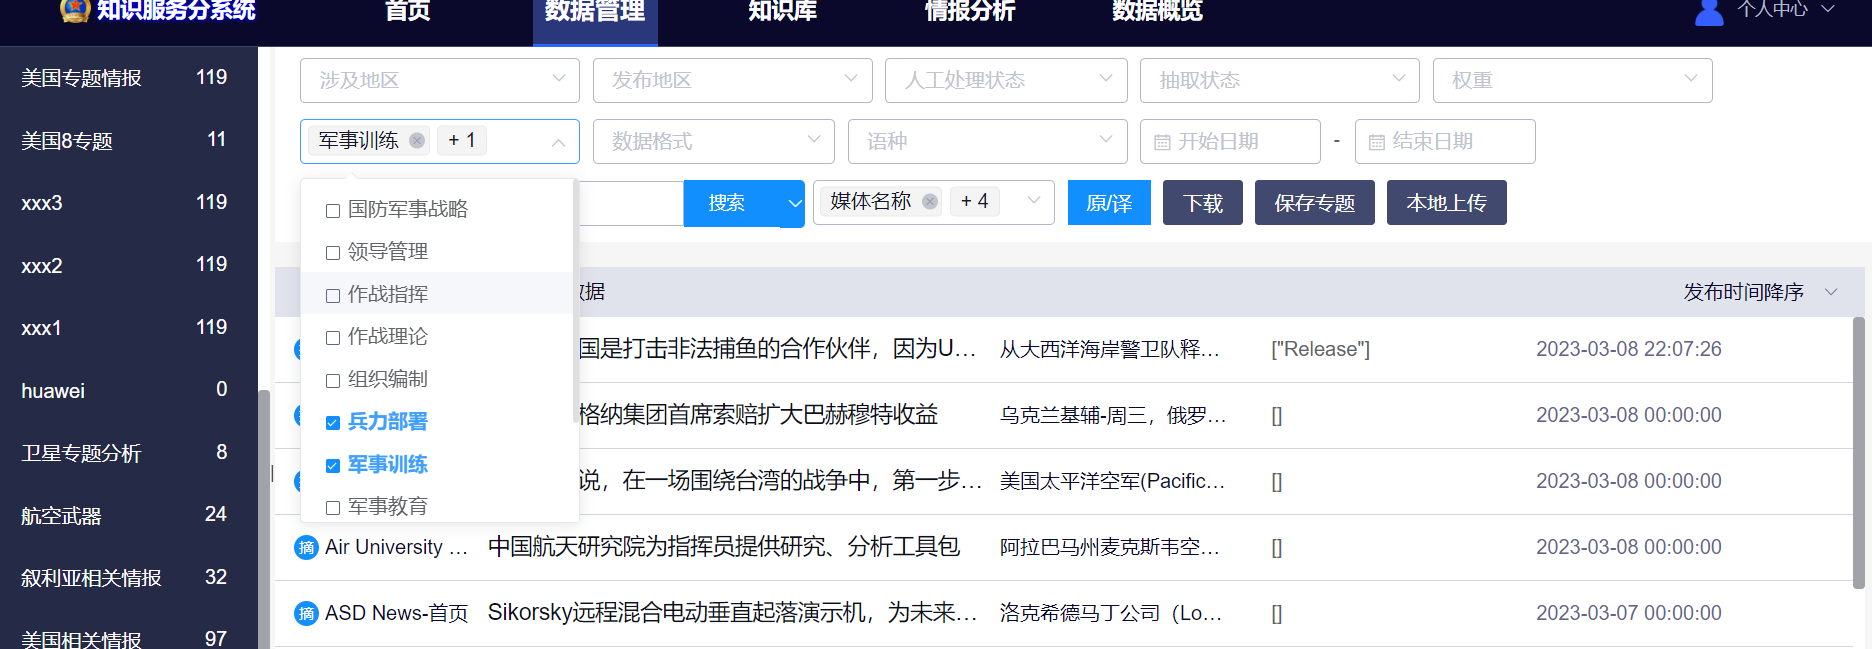 知识服务分系统
首页
数据管理
知识库
情报分析
数据概览
个人中心
美国专题情报 119
美国8专题 11
xxx3 119
xxx2 119
xxx1 119
huawei 0
卫星专题分析 8
航空武器 24
叙利亚相关情报 32
美国相关情报 97
涉及地区
发布地区
人工处理状态
抽取状态
权重
军事训练 + 1
数据格式
语种
开始日期 - 结束日期
搜索
媒体名称 + 4
原/译
下载
保存专题
本地上传
国防军事战略
领导管理
作战指挥
作战理论
组织编制
兵力部署
军事训练
军事教育
据
发布时间降序
国是打击非法捕鱼的合作伙伴，因为U... 从大西洋海岸警卫队释... ["Release"] 2023-03-08 22:07:26
格纳集团首席索赔扩大巴赫穆特收益 乌克兰基辅-周三，俄罗... [] 2023-03-08 00:00:00
说，在一场围绕台湾的战争中，第一步... 美国太平洋空军(Pacific... [] 2023-03-08 00:00:00
摘 Air University ... 中国航天研究院为指挥员提供研究、分析工具包 阿拉巴马州麦克斯韦空... [] 2023-03-08 00:00:00
摘 ASD News-首页 Sikorsky远程混合电动垂直起落演示机，为未来... 洛克希德马丁公司（Lo... [] 2023-03-07 00:00:00